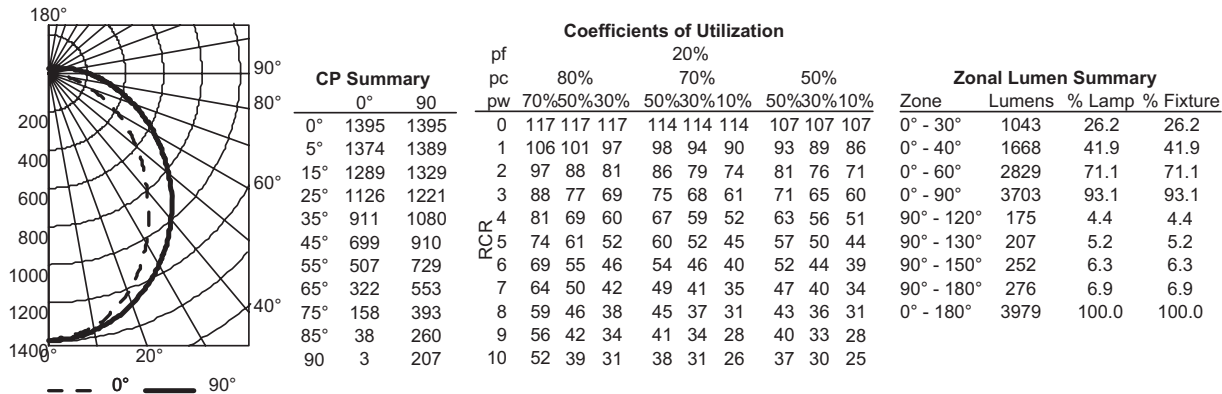 180°
90°
80°
60°
40°
20°
0°
200
400
600
800
1000
1200
1400
0° 90°
CP Summary
0° 90
0° 1395 1395
5° 1374 1389
15° 1289 1329
25° 1126 1221
35° 911 1080
45° 699 910
55° 507 729
65° 322 553
75° 158 393
85° 38 260
90 3 207
Coefficients of Utilization
pf 20%
pc 80% 70% 50%
pw 70%50%30% 50%30%10% 50%30%10%
RCR
0 117 117 117 114 114 114 107 107 107
1 106 101 97 98 94 90 93 89 86
2 97 88 81 86 79 74 81 76 71
3 88 77 69 75 68 61 71 65 60
4 81 69 60 67 59 52 63 56 51
5 74 61 52 60 52 45 57 50 44
6 69 55 46 54 46 40 52 44 39
7 64 50 42 49 41 35 47 40 34
8 59 46 38 45 37 31 43 36 31
9 56 42 34 41 34 28 40 33 28
10 52 39 31 38 31 26 37 30 25
Zonal Lumen Summary
Zone Lumens % Lamp % Fixture
0° - 30° 1043 26.2 26.2
0° - 40° 1668 41.9 41.9
0° - 60° 2829 71.1 71.1
0° - 90° 3703 93.1 93.1
90° - 120° 175 4.4 4.4
90° - 130° 207 5.2 5.2
90° - 150° 252 6.3 6.3
90° - 180° 276 6.9 6.9
0° - 180° 3979 100.0 100.0